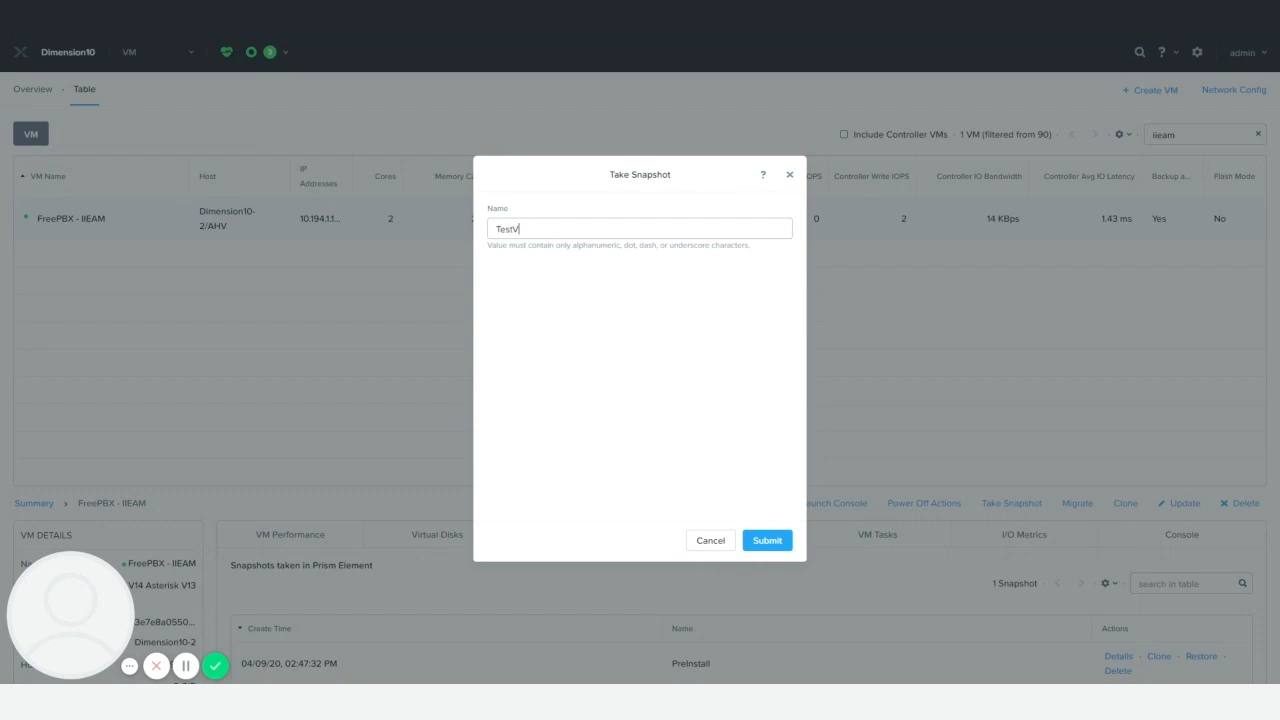 Dimension10 VM 3 ? admin
Overview · Table + Create VM Network Config
VM Include Controller VMs · 1 VM (filtered from 90) · iieam
Take Snapshot ?
VM Name Host IP Addresses Cores Memory Ca OPS Controller Write IOPS Controller IO Bandwidth Controller Avg IO Latency Backup a... Flash Mode
Name
FreePBX - IIEAM Dimension10-2/AHV 10.194.1.1... 2 0 2 14 KBps 1.43 ms Yes No
TestV
Value must contain only alphanumeric, dot, dash, or underscore characters.
Summary > FreePBX - IIEAM aunch Console Power Off Actions Take Snapshot Migrate Clone Update Delete
Cancel Submit
VM DETAILS VM Performance Virtual Disks VM Tasks I/O Metrics Console
FreePBX - IIEAM
Snapshots taken in Prism Element
V14 Asterisk V13
1 Snapshot search in table
3e7e8a0550...
Create Time Name Actions
Dimension10-2
04/09/20, 02:47:32 PM PreInstall Details · Clone · Restore · Delete